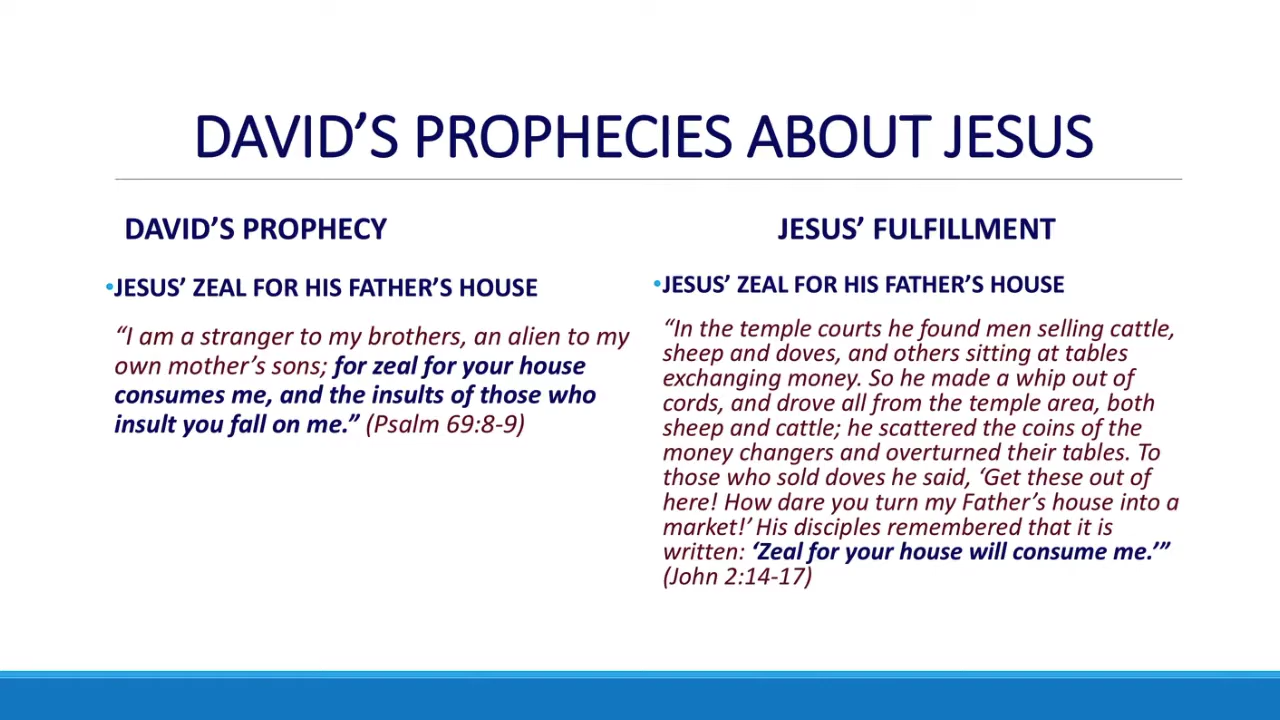 DAVID’S PROPHECIES ABOUT JESUS
DAVID’S PROPHECY
•JESUS’ ZEAL FOR HIS FATHER’S HOUSE
“I am a stranger to my brothers, an alien to my
own mother’s sons; for zeal for your house
consumes me, and the insults of those who
insult you fall on me.” (Psalm 69:8-9)
JESUS’ FULFILLMENT
•JESUS’ ZEAL FOR HIS FATHER’S HOUSE
“In the temple courts he found men selling cattle,
sheep and doves, and others sitting at tables
exchanging money. So he made a whip out of
cords, and drove all from the temple area, both
sheep and cattle; he scattered the coins of the
money changers and overturned their tables. To
those who sold doves he said, ‘Get these out of
here! How dare you turn my Father’s house into a
market!’ His disciples remembered that it is
written: ‘Zeal for your house will consume me.’”
(John 2:14-17)